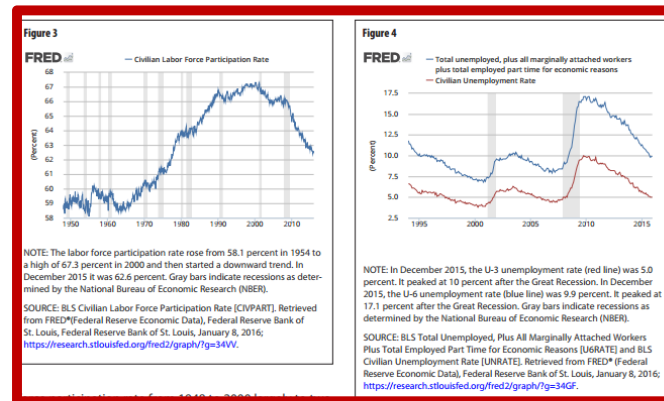 Figure 3
FRED
Civilian Labor Force Participation Rate
68
67
66
65
64
63
62
61
60
59
58
(Percent)
1950 1960 1970 1980 1990 2000 2010
NOTE: The labor force participation rate rose from 58.1 percent in 1954 to
a high of 67.3 percent in 2000 and then started a downward trend. In
December 2015 it was 62.6 percent. Gray bars indicate recessions as deter-
mined by the National Bureau of Economic Research (NBER).
SOURCE: BLS Civilian Labor Force Participation Rate [CIVPART]. Retrieved
from FRED®(Federal Reserve Economic Data), Federal Reserve Bank of
St. Louis, Federal Reserve Bank of St. Louis, January 8, 2016;
https://research.stlouisfed.org/fred2/graph/?g=34VV.
Figure 4
FRED
Total unemployed, plus all marginally attached workers
plus total employed part time for economic reasons
Civilian Unemployment Rate
17.5
15.0
12.5
10.0
7.5
5.0
2.5
(Percent)
1995 2000 2005 2010 2015
NOTE: In December 2015, the U-3 unemployment rate (red line) was 5.0
percent. It peaked at 10 percent after the Great Recession. In December
2015, the U-6 unemployment rate (blue line) was 9.9 percent. It peaked at
17.1 percent after the Great Recession. Gray bars indicate recessions as
determined by the National Bureau of Economic Research (NBER).
SOURCE: BLS Total Unemployed, Plus All Marginally Attached Workers
Plus Total Employed Part Time for Economic Reasons [U6RATE] and BLS
Civilian Unemployment Rate [UNRATE]. Retrieved from FRED® (Federal
Reserve Economic Data), Federal Reserve Bank of St. Louis, Federal
Reserve Bank of St. Louis, January 8, 2016;
https://research.stlouisfed.org/fred2/graph/?g=34GF.